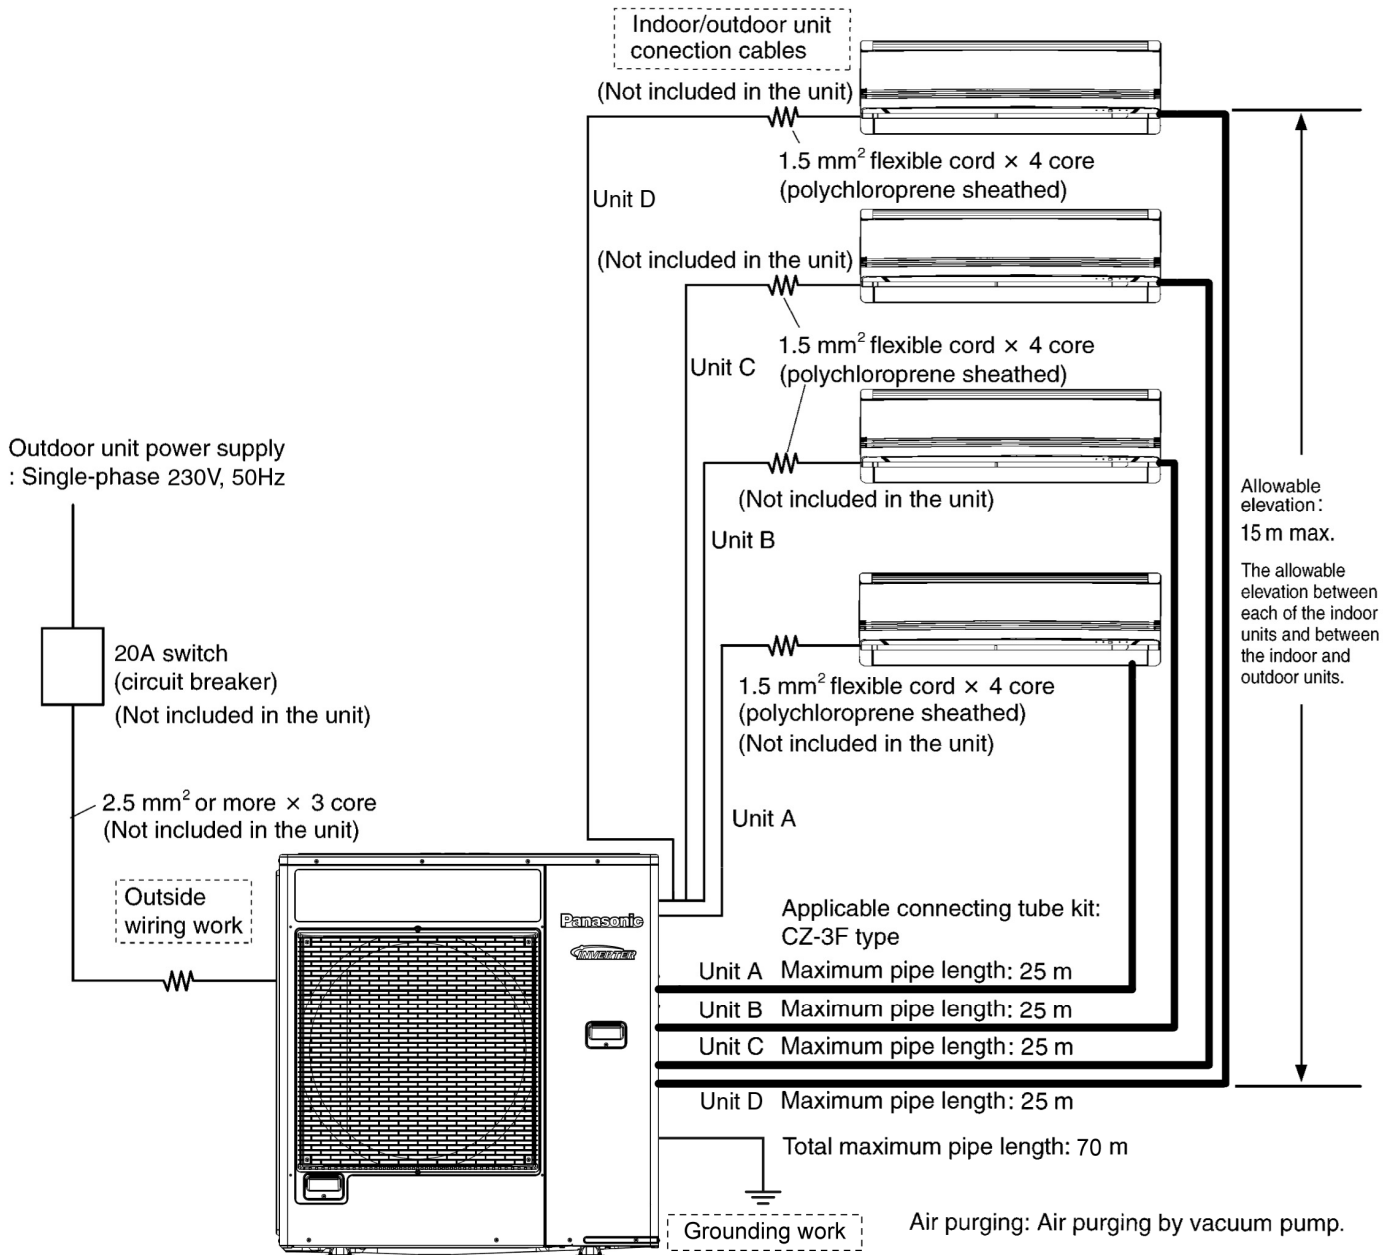 Indoor/outdoor unit
conection cables
(Not included in the unit)
1.5 mm² flexible cord × 4 core
(polychloroprene sheathed)
Unit D
(Not included in the unit)
1.5 mm² flexible cord × 4 core
(polychloroprene sheathed)
Unit C
Outdoor unit power supply
: Single-phase 230V, 50Hz
(Not included in the unit)
Unit B
Allowable
elevation:
15 m max.
The allowable
elevation between
each of the indoor
units and between
the indoor and
outdoor units.
20A switch
(circuit breaker)
(Not included in the unit)
1.5 mm² flexible cord × 4 core
(polychloroprene sheathed)
(Not included in the unit)
2.5 mm² or more × 3 core
(Not included in the unit)
Unit A
Outside
wiring work
Panasonic
INVERTER
Applicable connecting tube kit:
CZ-3F type
Unit A Maximum pipe length: 25 m
Unit B Maximum pipe length: 25 m
Unit C Maximum pipe length: 25 m
Unit D Maximum pipe length: 25 m
Total maximum pipe length: 70 m
Grounding work
Air purging: Air purging by vacuum pump.